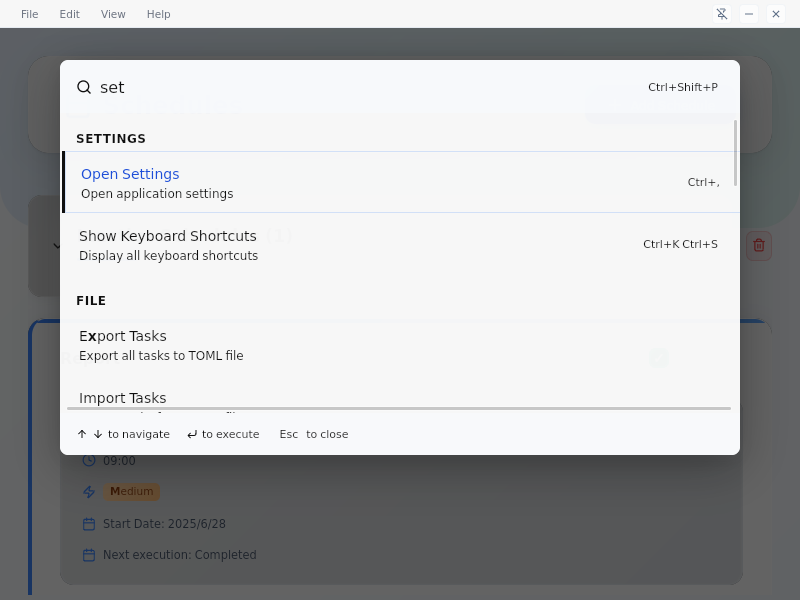 File Edit View Help
set Ctrl+Shift+P
SETTINGS
Open Settings
Open application settings
Ctrl+,
Show Keyboard Shortcuts
Display all keyboard shortcuts
Ctrl+K Ctrl+S
FILE
Export Tasks
Export all tasks to TOML file
Import Tasks
to navigate to execute Esc to close
09:00
Medium
Start Date: 2025/6/28
Next execution: Completed